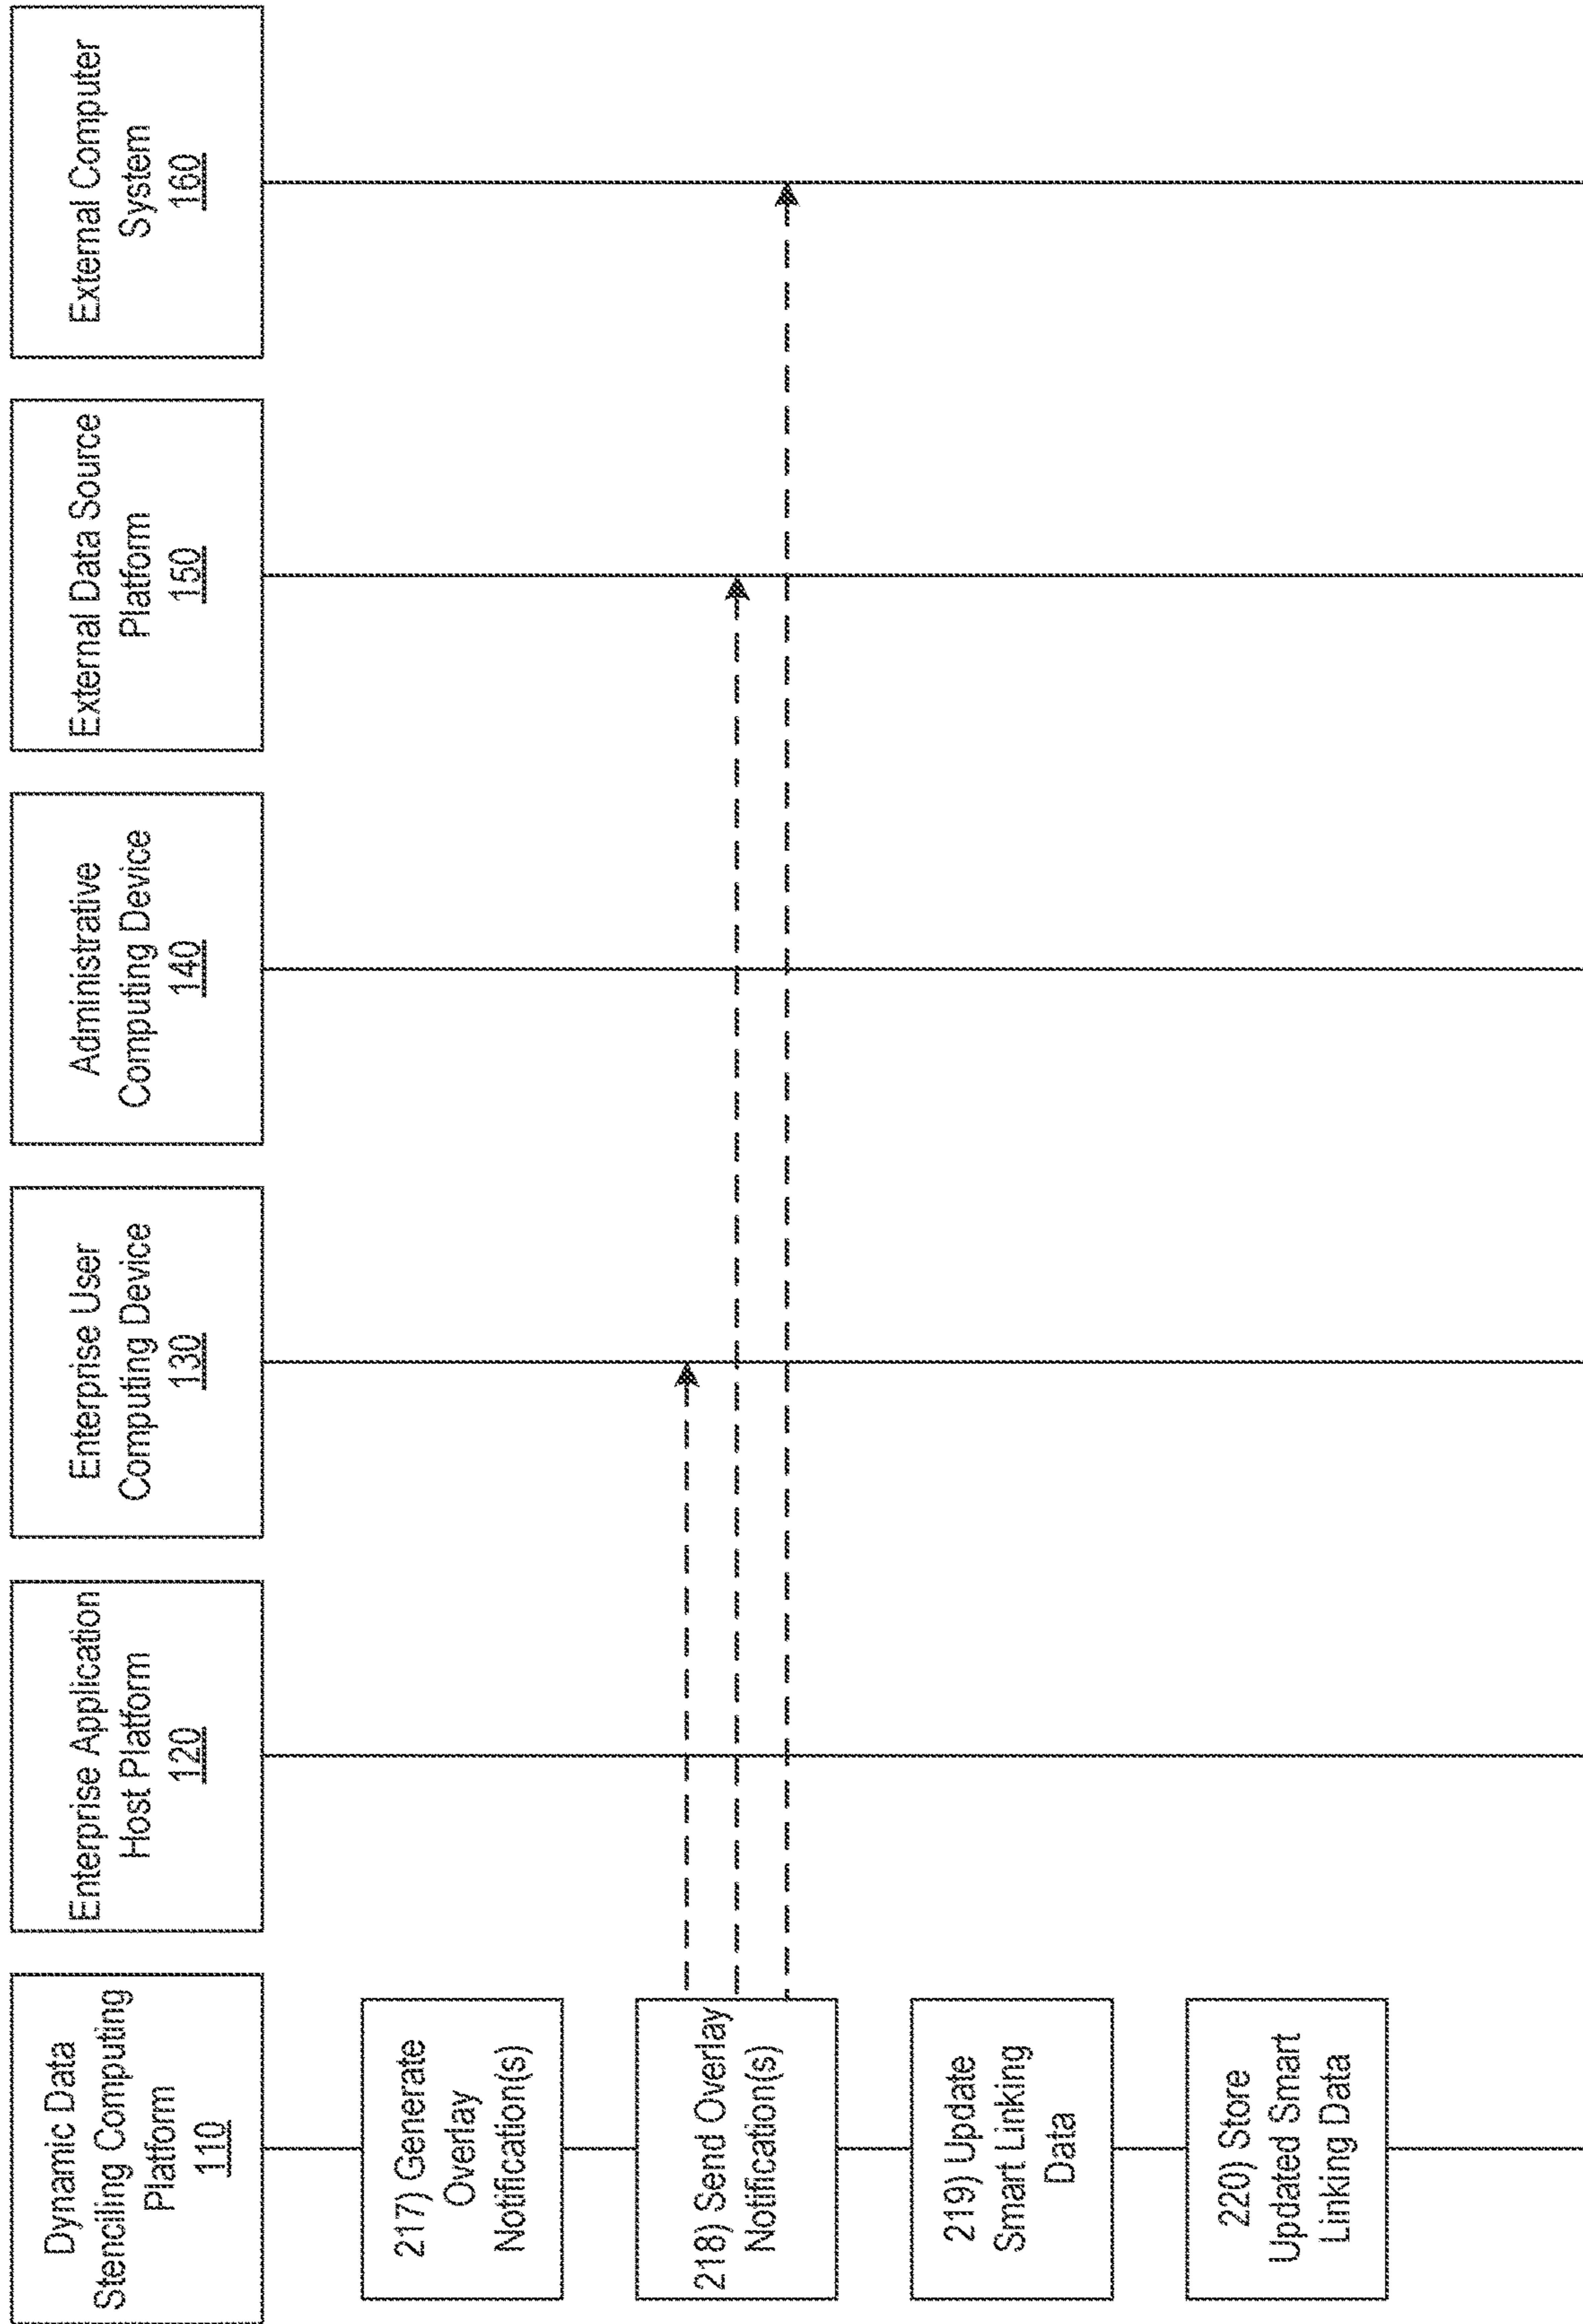 Dynamic Data
Stenciling Computing
Platform
110
Enterprise Application
Host Platform
120
Enterprise User
Computing Device
130
Administrative
Computing Device
140
External Data Source
Platform
150
External Computer
System
160
217) Generate
Overlay
Notification(s)
218) Send Overlay
Notification(s)
219) Update
Smart Linking
Data
220) Store
Updated Smart
Linking Data